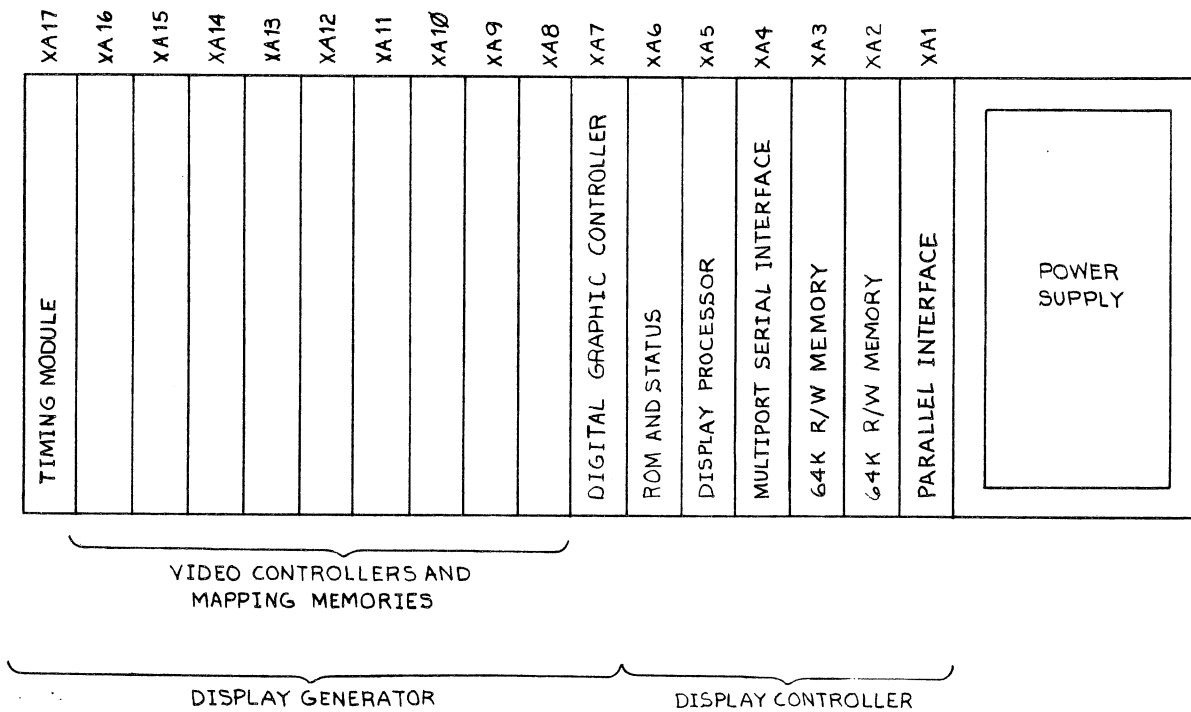 XA17
XA16
XA15
XA14
XA13
XA12
XA11
XA1Ø
XA9
XA8
XA7
XA6
XA5
XA4
XA3
XA2
XA1
TIMING MODULE
DIGITAL GRAPHIC CONTROLLER
ROM AND STATUS
DISPLAY PROCESSOR
MULTIPORT SERIAL INTERFACE
64K R/W MEMORY
64K R/W MEMORY
PARALLEL INTERFACE
POWER
SUPPLY
VIDEO CONTROLLERS AND
MAPPING MEMORIES
DISPLAY GENERATOR
DISPLAY CONTROLLER